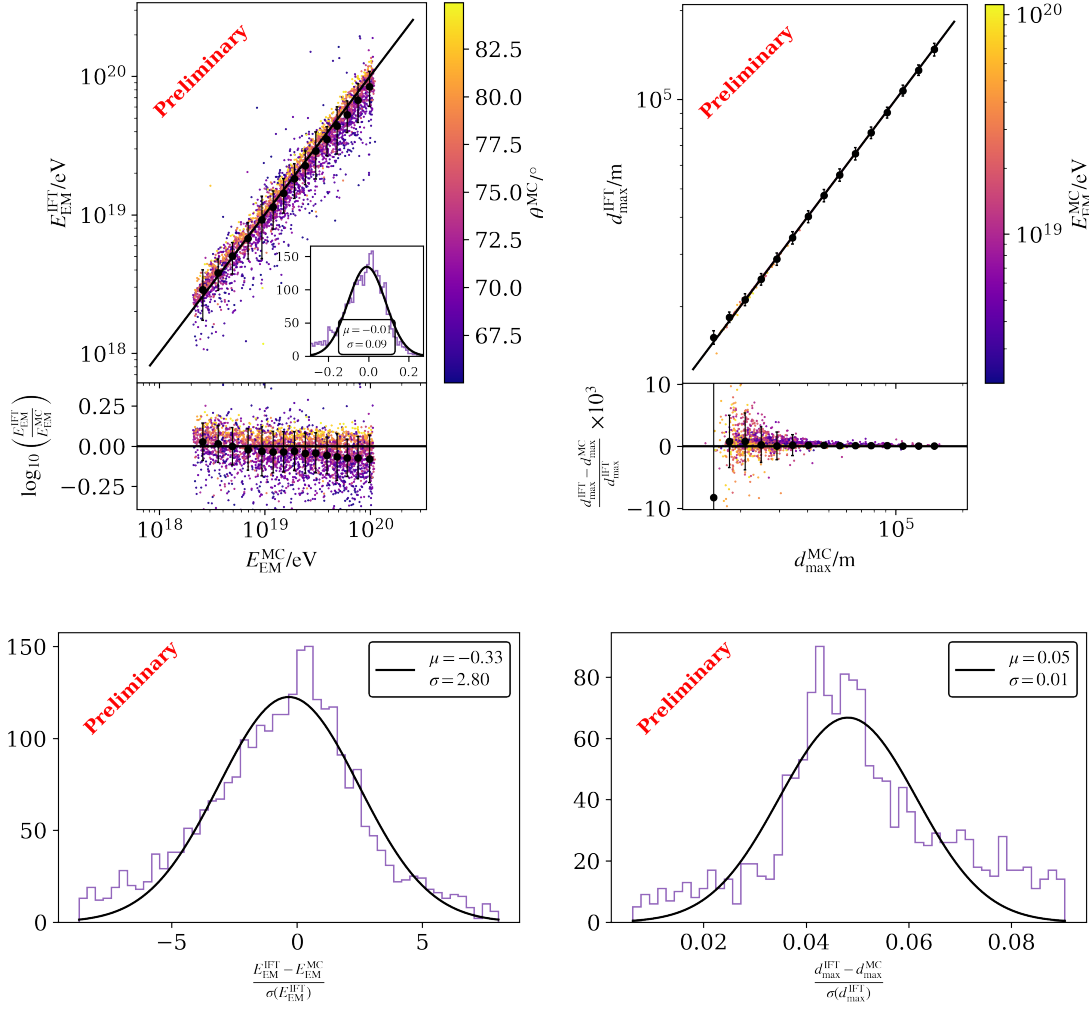 Preliminary
10^20
10^19
10^18
E_EM^IFT/eV
82.5
80.0
77.5
75.0
72.5
70.0
67.5
θ^MC/°
150
100
50
0
μ=−0.01
σ=0.09
−0.2
0.0
0.2
0.25
0.00
−0.25
log10 (E_EM^IFT/E_EM^MC)
10^18
10^19
10^20
E_EM^MC/eV
Preliminary
10^5
d_max^IFT/m
10^20
10^19
E_EM^MC/eV
10
0
−10
(d_max^IFT − d_max^MC)/d_max^IFT ×10^3
10^5
d_max^MC/m
Preliminary
μ=−0.33
σ=2.80
150
100
50
0
−5
0
5
(E_EM^IFT − E_EM^MC)/σ(E_EM^IFT)
Preliminary
μ=0.05
σ=0.01
80
60
40
20
0
0.02
0.04
0.06
0.08
(d_max^IFT − d_max^MC)/σ(d_max^IFT)